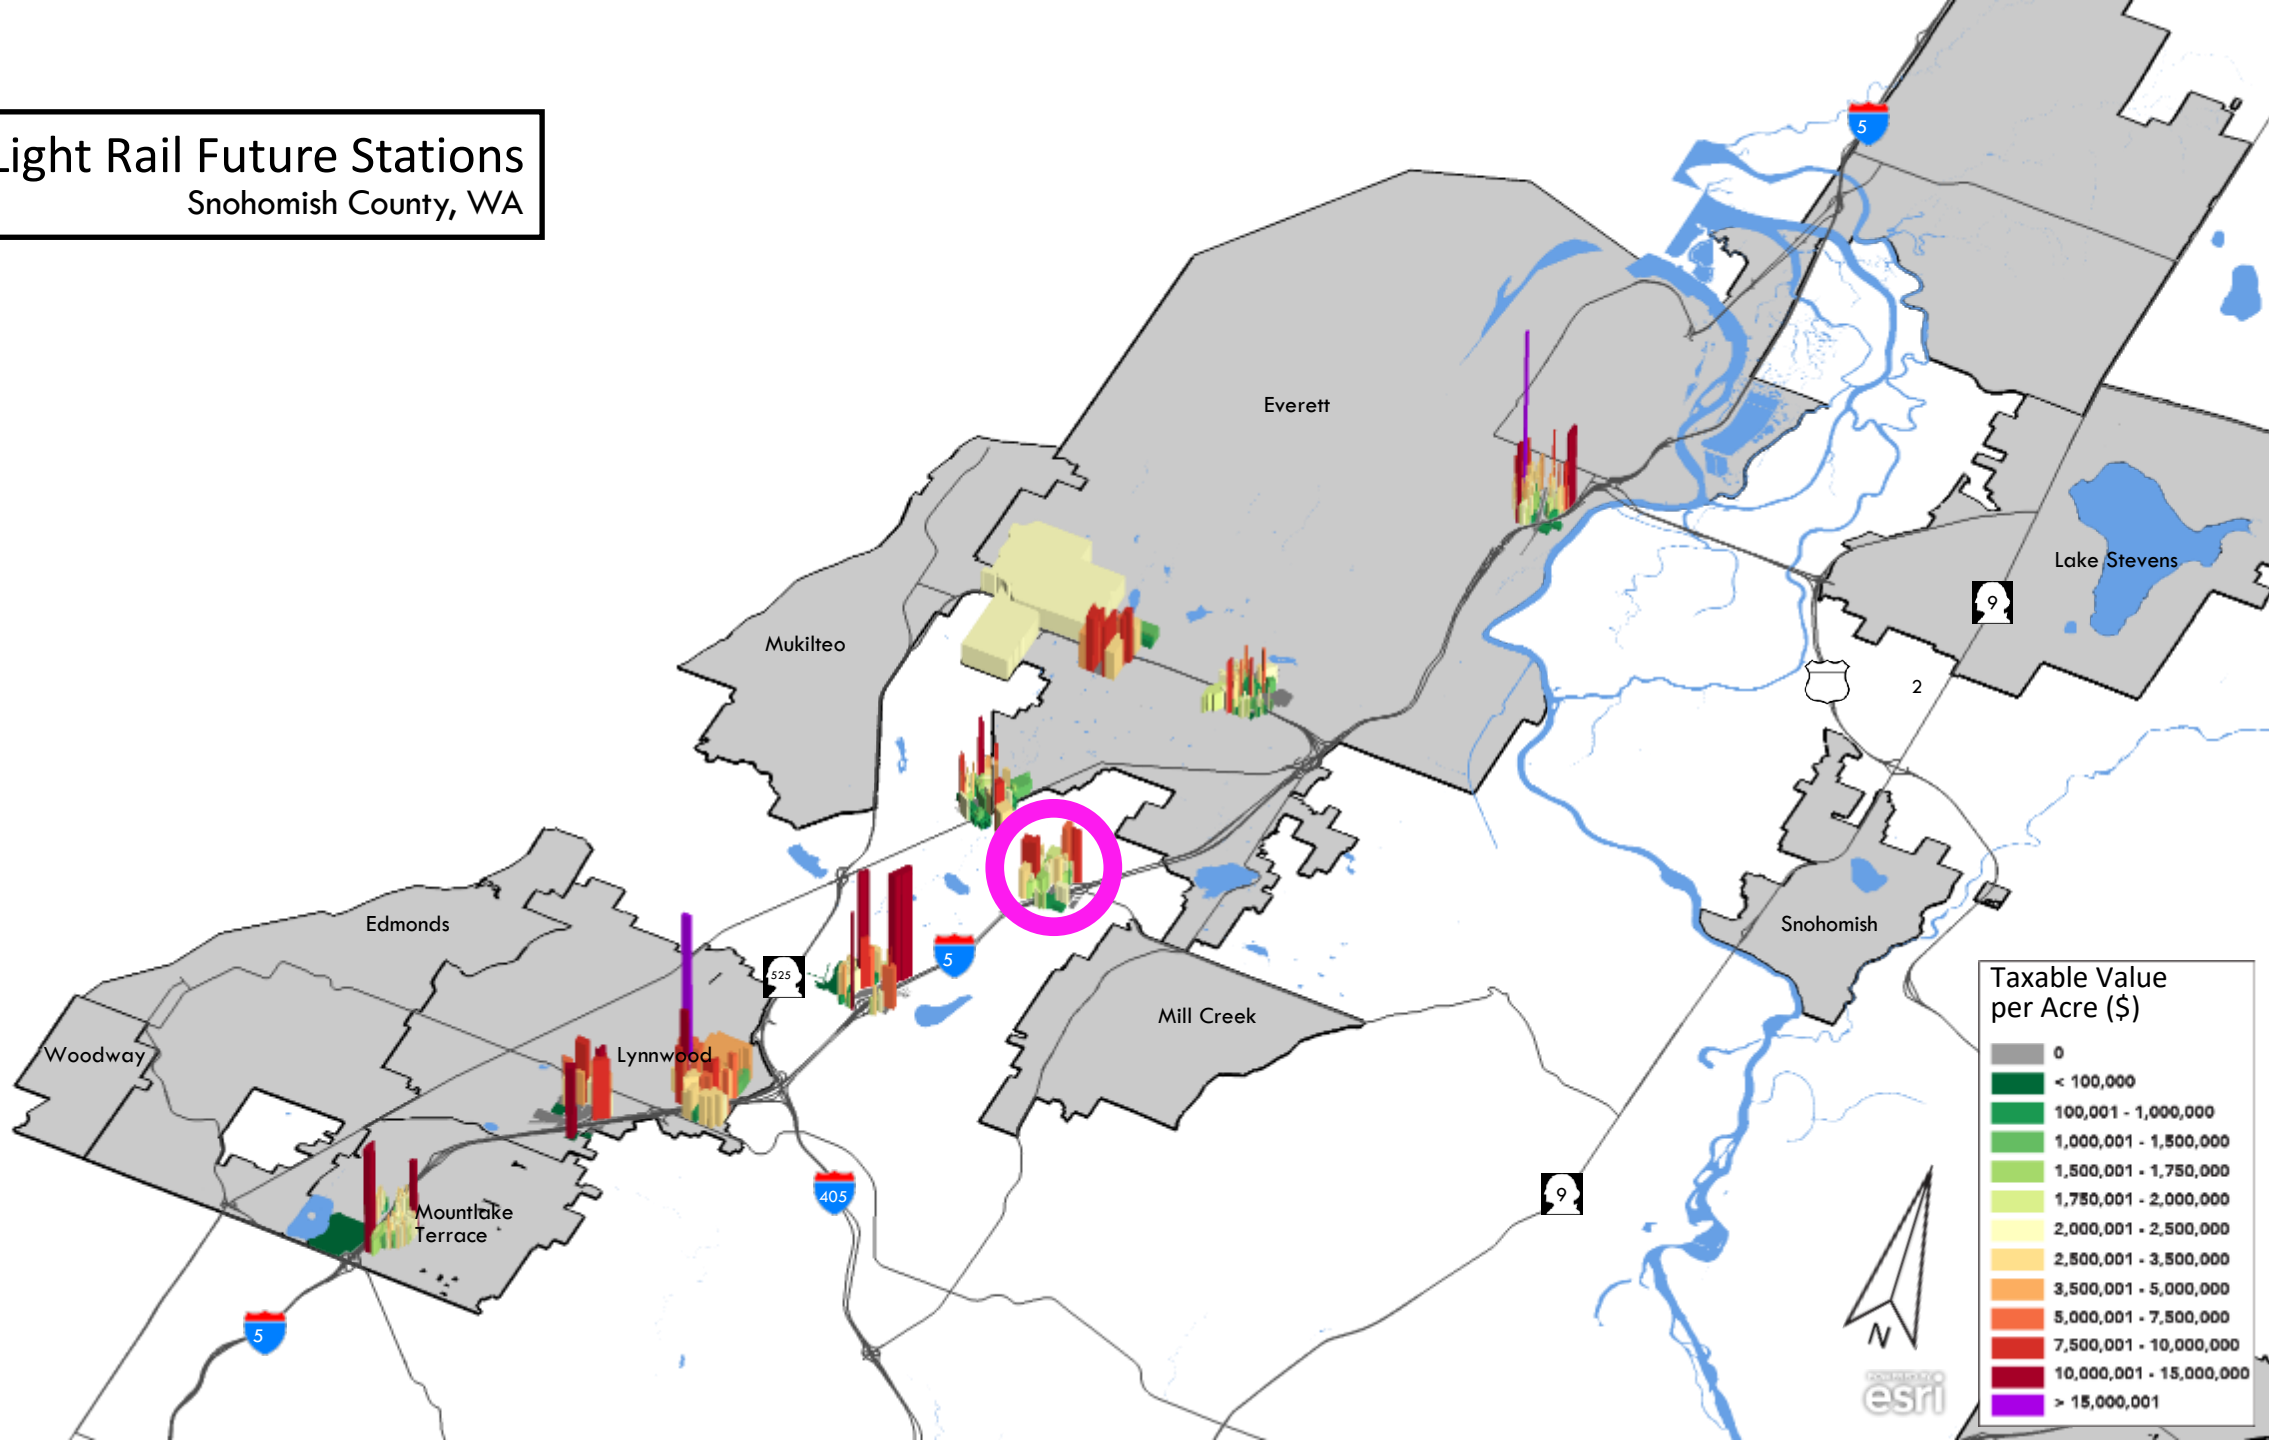 Light Rail Future Stations
Snohomish County, WA
5
Everett
Lake Stevens
9
Mukilteo
2
Edmonds
Snohomish
5
525
Mill Creek
Woodway
Lynnwood
405
9
Mountlake
Terrace
5
N
esri
Taxable Value
per Acre ($)
0
< 100,000
100,001 - 1,000,000
1,000,001 - 1,500,000
1,500,001 - 1,750,000
1,750,001 - 2,000,000
2,000,001 - 2,500,000
2,500,001 - 3,500,000
3,500,001 - 5,000,000
5,000,001 - 7,500,000
7,500,001 - 10,000,000
10,000,001 - 15,000,000
> 15,000,001